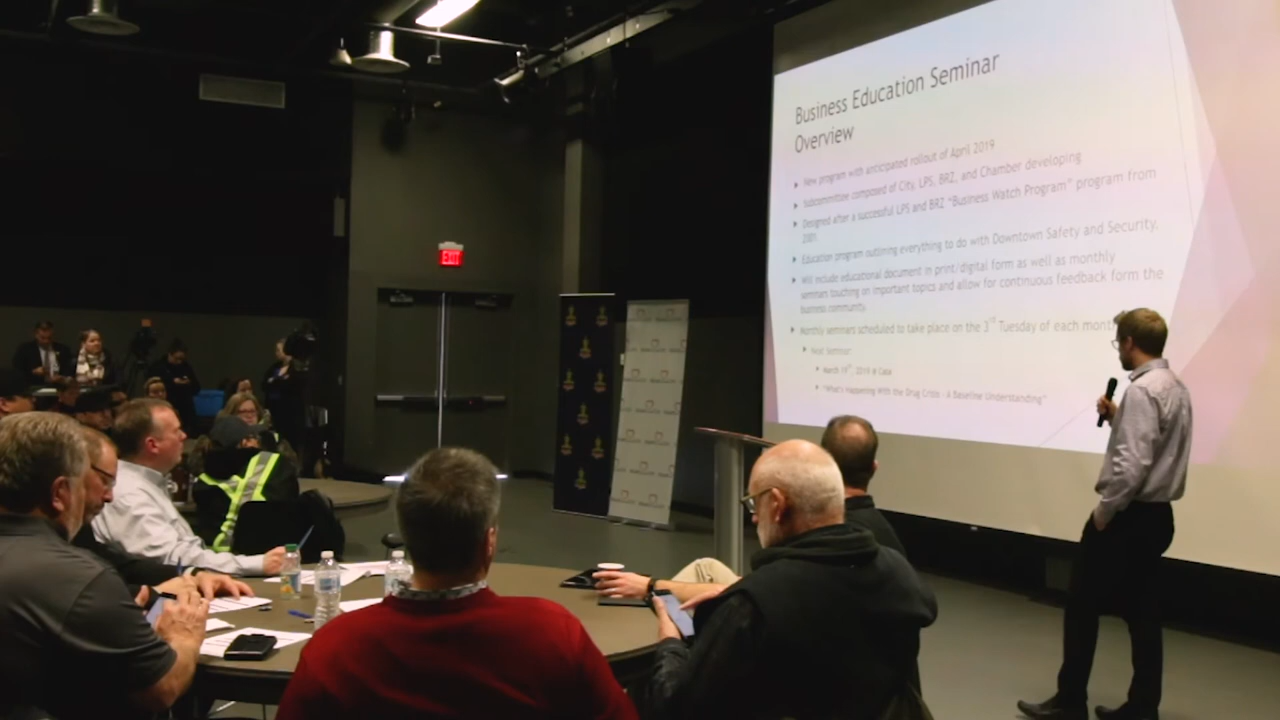 Business Education Seminar
Overview
New program with anticipated rollout of April 2019
Subcommittee composed of City, LPS, BRZ, and Chamber developing
Designed after a successful LPS and BRZ "Business Watch Program" program from
2001.
Education program outlining everything to do with Downtown Safety and Security.
Will include educational document in print/digital form as well as monthly
seminars touching on important topics and allow for continuous feedback form the
business community.
Monthly seminars scheduled to take place on the 3rd Tuesday of each month
Next Seminar
March 19th, 2019 @ Casa
"What's Happening With the Drug Crisis - A Baseline Understanding"
EXIT